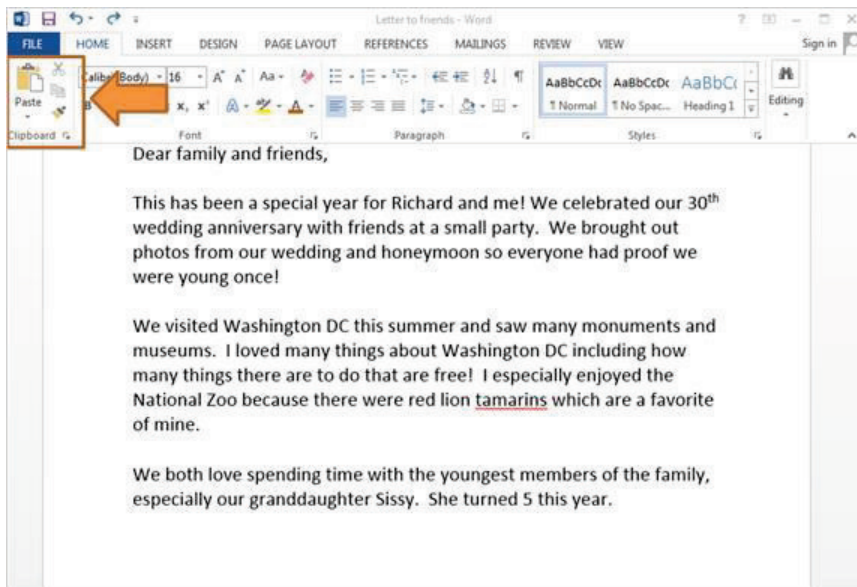 Letter to friends - Word
FILE HOME INSERT DESIGN PAGE LAYOUT REFERENCES MAILINGS REVIEW VIEW Sign in
Paste
Body) 16 A A Aa
x, x A
AaBbCcDc AaBbCcDc AaBbC
¶ Normal ¶ No Spac... Heading 1
Editing
Clipboard Font Paragraph Styles
Dear family and friends,
This has been a special year for Richard and me! We celebrated our 30th
wedding anniversary with friends at a small party. We brought out
photos from our wedding and honeymoon so everyone had proof we
were young once!
We visited Washington DC this summer and saw many monuments and
museums. I loved many things about Washington DC including how
many things there are to do that are free! I especially enjoyed the
National Zoo because there were red lion tamarins which are a favorite
of mine.
We both love spending time with the youngest members of the family,
especially our granddaughter Sissy. She turned 5 this year.